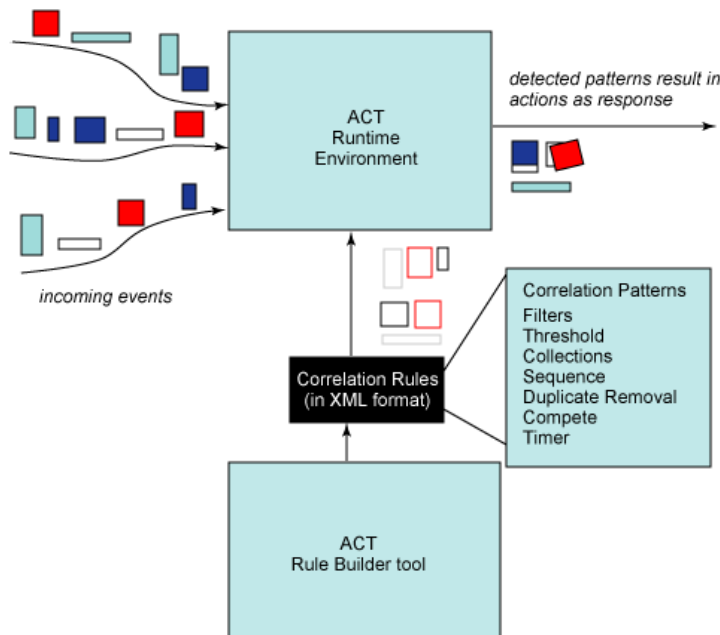 detected patterns result in
actions as response
ACT
Runtime
Environment
incoming events
Correlation Patterns
Filters
Threshold
Collections
Sequence
Duplicate Removal
Compete
Timer
Correlation Rules
(in XML format)
ACT
Rule Builder tool